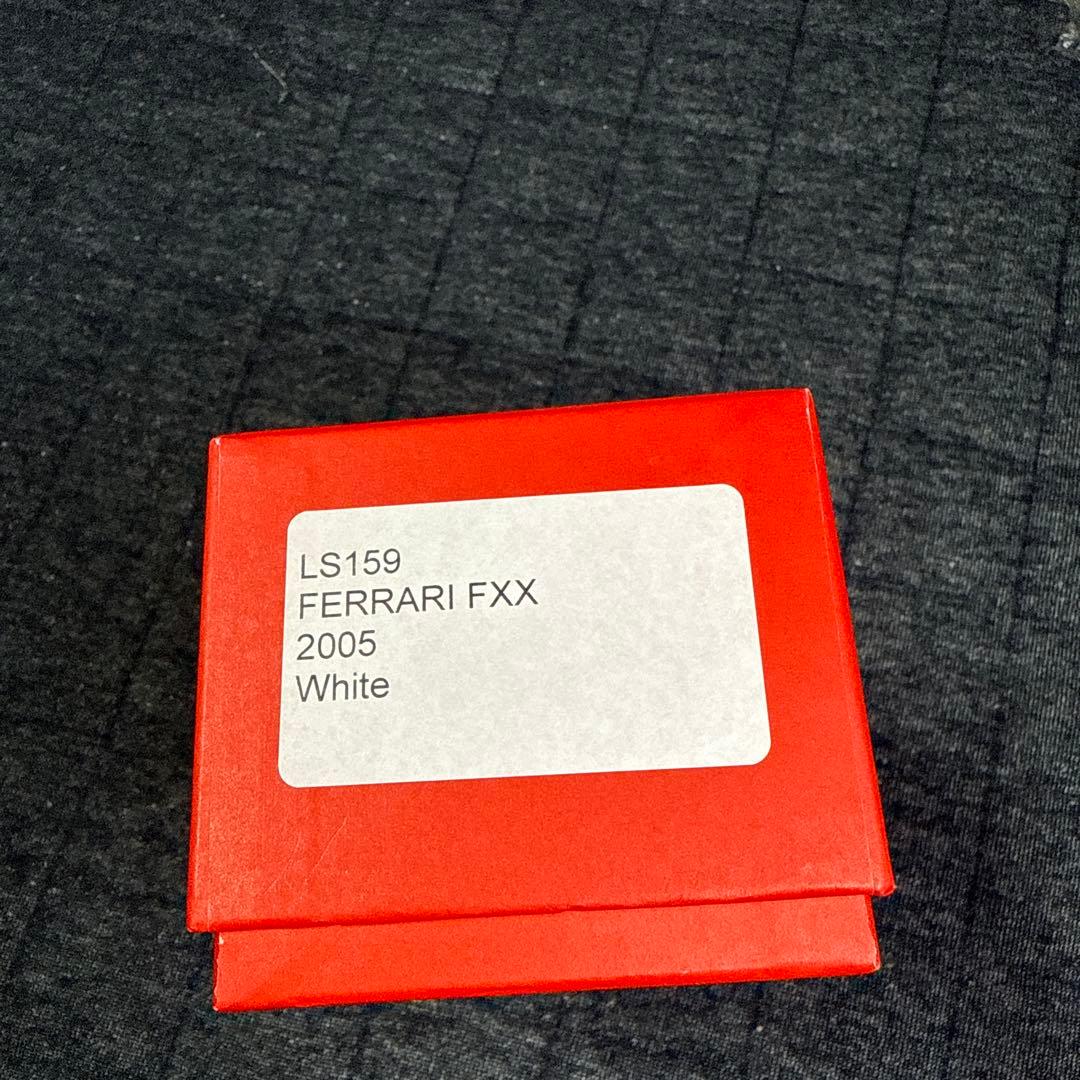 LS159
FERRARI FXX
2005
White